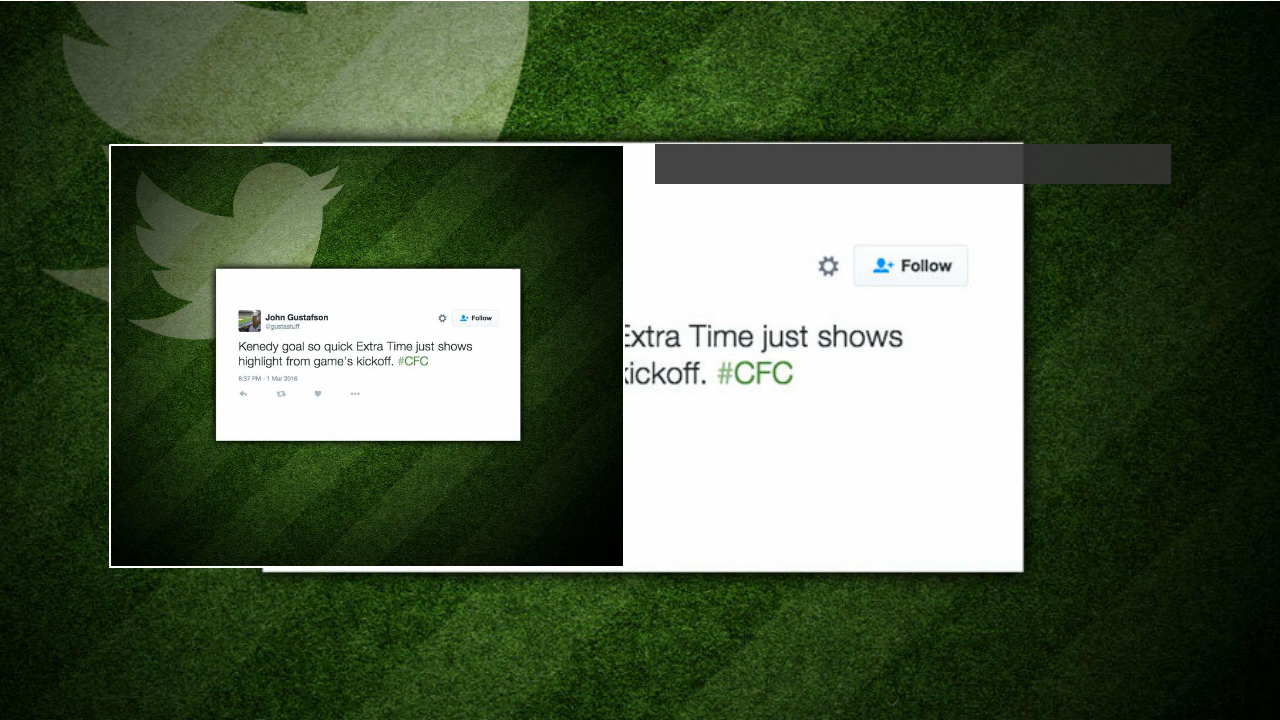 John Gustafson
@gustastuff
Follow
Kenedy goal so quick Extra Time just shows
highlight from game's kickoff. #CFC
8:37 PM - 1 Mar 2016
Follow
Extra Time just shows
kickoff. #CFC